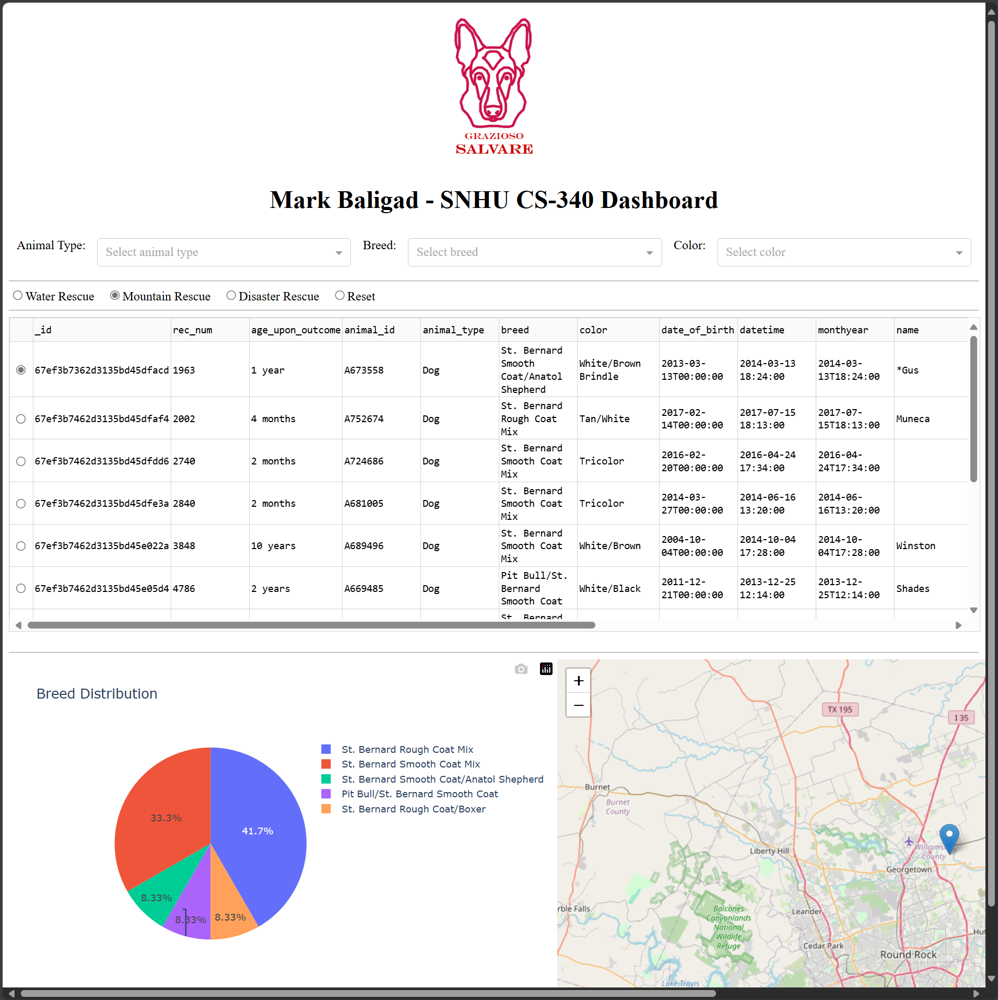 GRAZIOSO
SALVARE
Mark Baligad - SNHU CS-340 Dashboard
Animal Type: Select animal type Breed: Select breed Color: Select color
Water Rescue Mountain Rescue Disaster Rescue Reset
_id rec_num age_upon_outcome animal_id animal_type breed color date_of_birth datetime monthyear name
67ef3b7362d3135bd45dfacd 1963 1 year A673558 Dog St. Bernard Smooth Coat/Anatol Shepherd White/Brown Brindle 2013-03-13T00:00:00 2014-03-13 18:24:00 2014-03-13T18:24:00 *Gus
67ef3b7462d3135bd45dfaf4 2002 4 months A752674 Dog St. Bernard Rough Coat Mix Tan/White 2017-02-14T00:00:00 2017-07-15 18:13:00 2017-07-15T18:13:00 Muneca
67ef3b7462d3135bd45dfdd6 2740 2 months A724686 Dog St. Bernard Smooth Coat Mix Tricolor 2016-02-20T00:00:00 2016-04-24 17:34:00 2016-04-24T17:34:00
67ef3b7462d3135bd45dfe3a 2840 2 months A681005 Dog St. Bernard Smooth Coat Mix Tricolor 2014-03-27T00:00:00 2014-06-16 13:20:00 2014-06-16T13:20:00
67ef3b7462d3135bd45e022a 3848 10 years A689496 Dog St. Bernard Smooth Coat Mix White/Brown 2004-10-04T00:00:00 2014-10-04 17:28:00 2014-10-04T17:28:00 Winston
67ef3b7462d3135bd45e05d4 4786 2 years A669485 Dog Pit Bull/St. Bernard Smooth Coat White/Black 2011-12-21T00:00:00 2013-12-25 12:14:00 2013-12-25T12:14:00 Shades
St. Bernard
Breed Distribution
St. Bernard Rough Coat Mix
St. Bernard Smooth Coat Mix
St. Bernard Smooth Coat/Anatol Shepherd
Pit Bull/St. Bernard Smooth Coat
St. Bernard Rough Coat/Boxer
33.3%
41.7%
8.33%
8.33%
8.33%
+
−
TX 195
I 35
Burnet
Burnet
County
Liberty Hill
Williams
County
Georgetown
rble Falls
Leander
Balcones
Canyonlands
National
Wildlife
Refuge
Hut
Cedar Park
Round Rock
Lake Travis